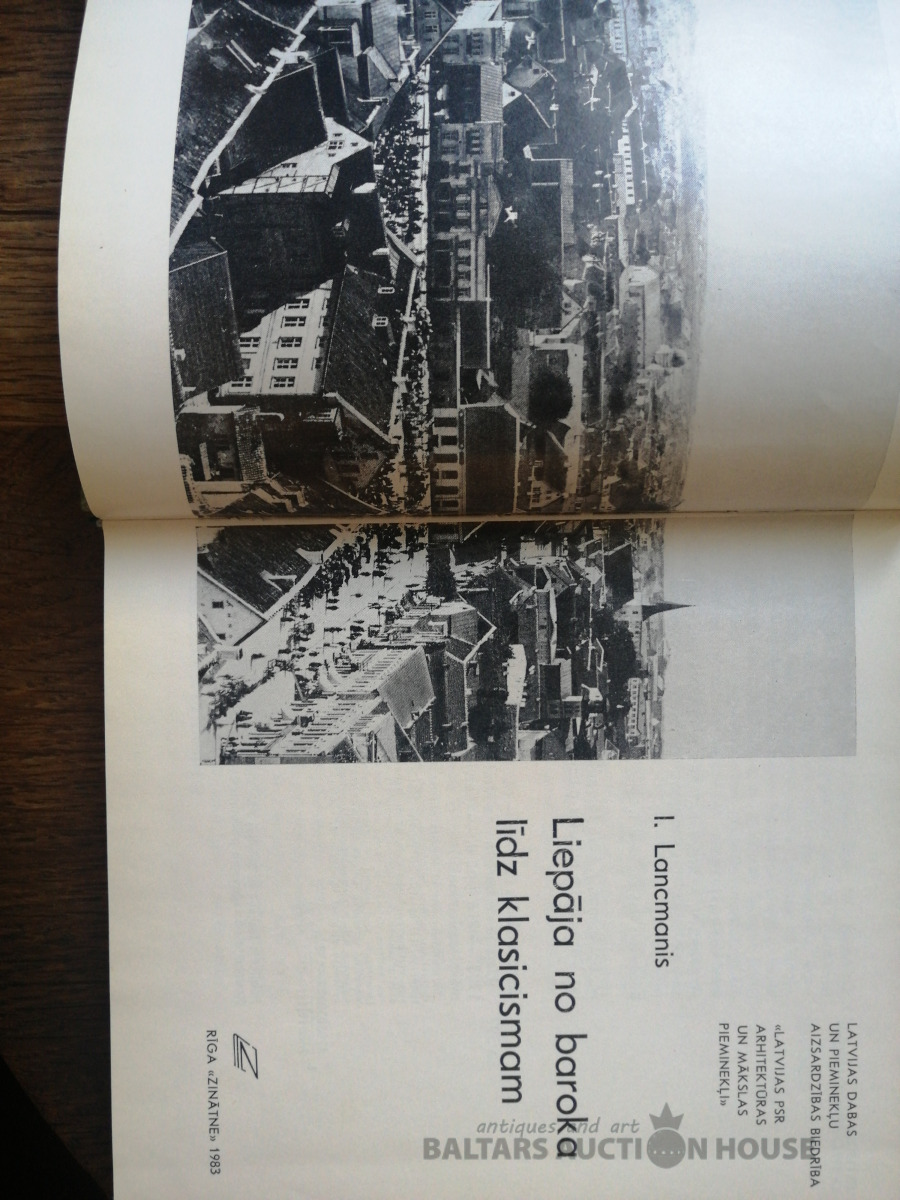 LATVIJAS DABAS
UN PIEMINEKĻU
AIZSARDZĪBAS BIEDRĪBA
«LATVIJAS PSR
ARHITEKTŪRAS
UN MĀKSLAS
PIEMINEKĻI»
I. Lancmanis
Liepāja no baroka
līdz klasicismam
RĪGA «ZINĀTNE» 1983
antiques and art
BALTARS AUCTION HOUSE